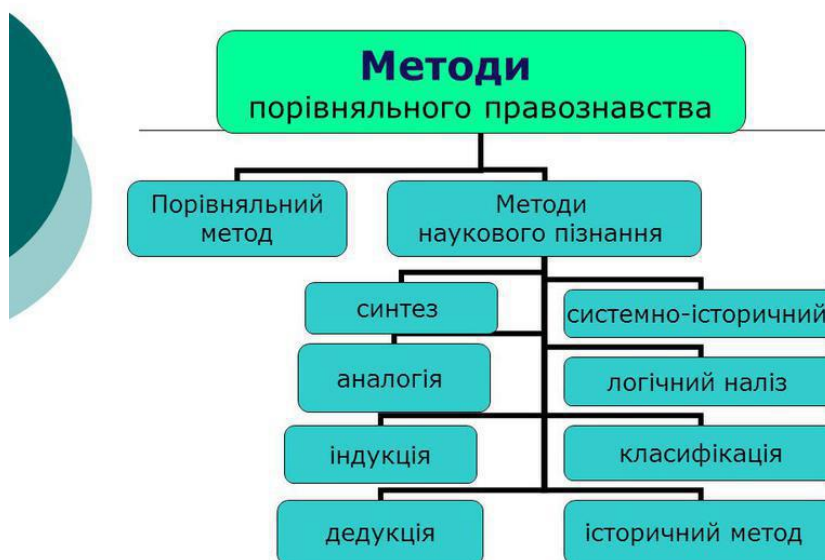 Методи
порівняльного правознавства
Порівняльний
метод
Методи
наукового пізнання
синтез
системно-історичний
аналогія
логічний наліз
індукція
класифікація
дедукція
історичний метод